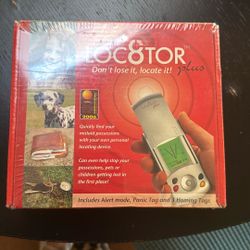 LOC8TOR
plus
Don't lose it, locate it!
2006
Quickly find your
misplaced possessions
with your own personal
locating device.
Can even help stop your
possessions, pets or
children getting lost in
the first place!
Includes Alert mode, Panic Tag and 3 Homing Tags